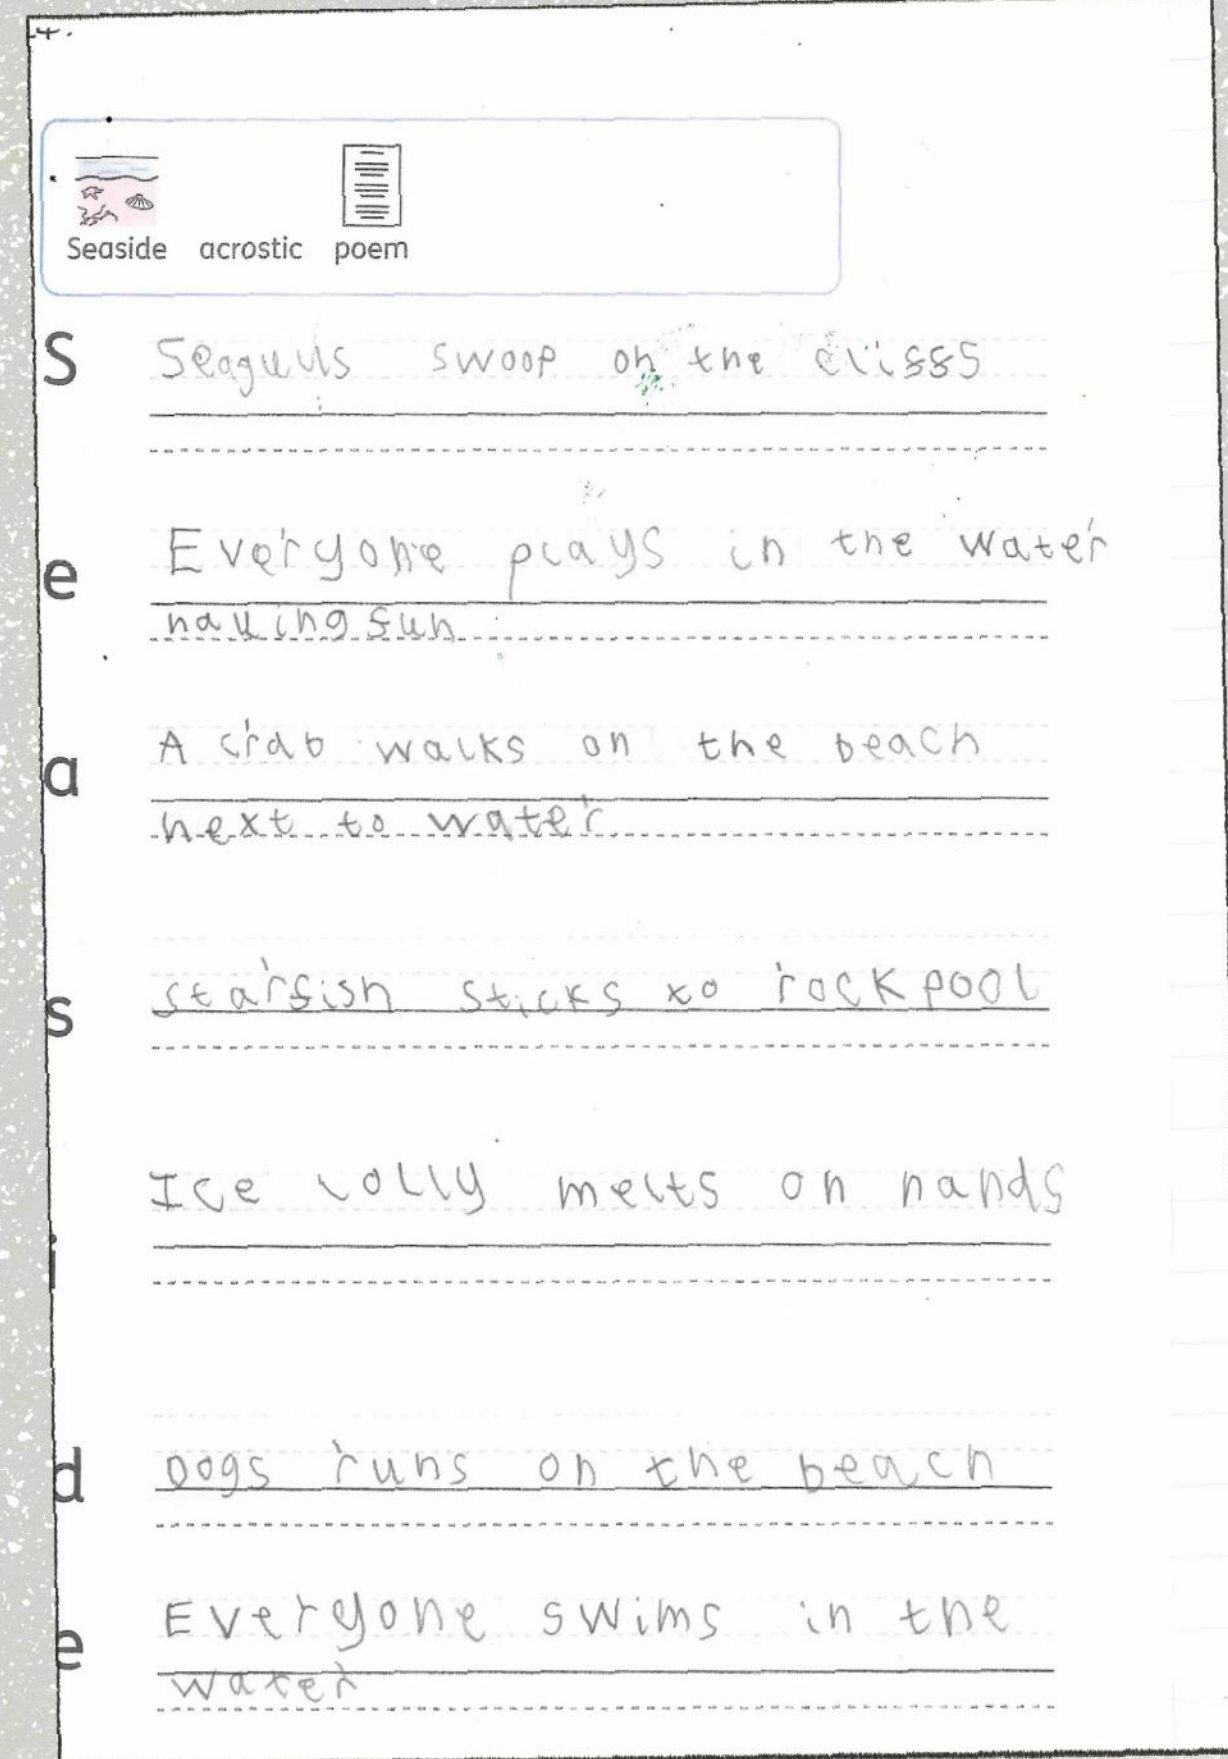 Seaside acrostic poem
S Seagulls swoop on the cliffs
e Everyone plays in the water
having fun
a A crab walks on the beach
next to water
s starfish sticks to rockpool
i Ice lolly melts on hands
d Dogs runs on the beach
e Everyone swims in the
water